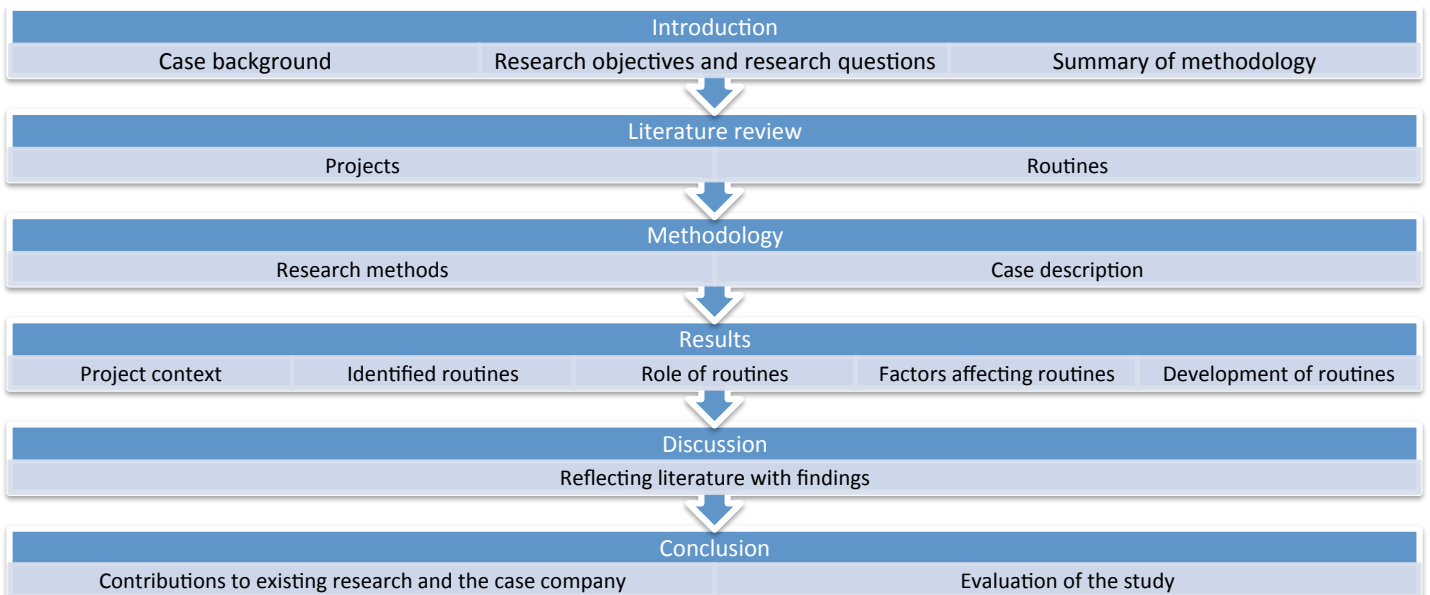 Introduction
Case background Research objectives and research questions Summary of methodology
Literature review
Projects Routines
Methodology
Research methods Case description
Results
Project context Identified routines Role of routines Factors affecting routines Development of routines
Discussion
Reflecting literature with findings
Conclusion
Contributions to existing research and the case company Evaluation of the study